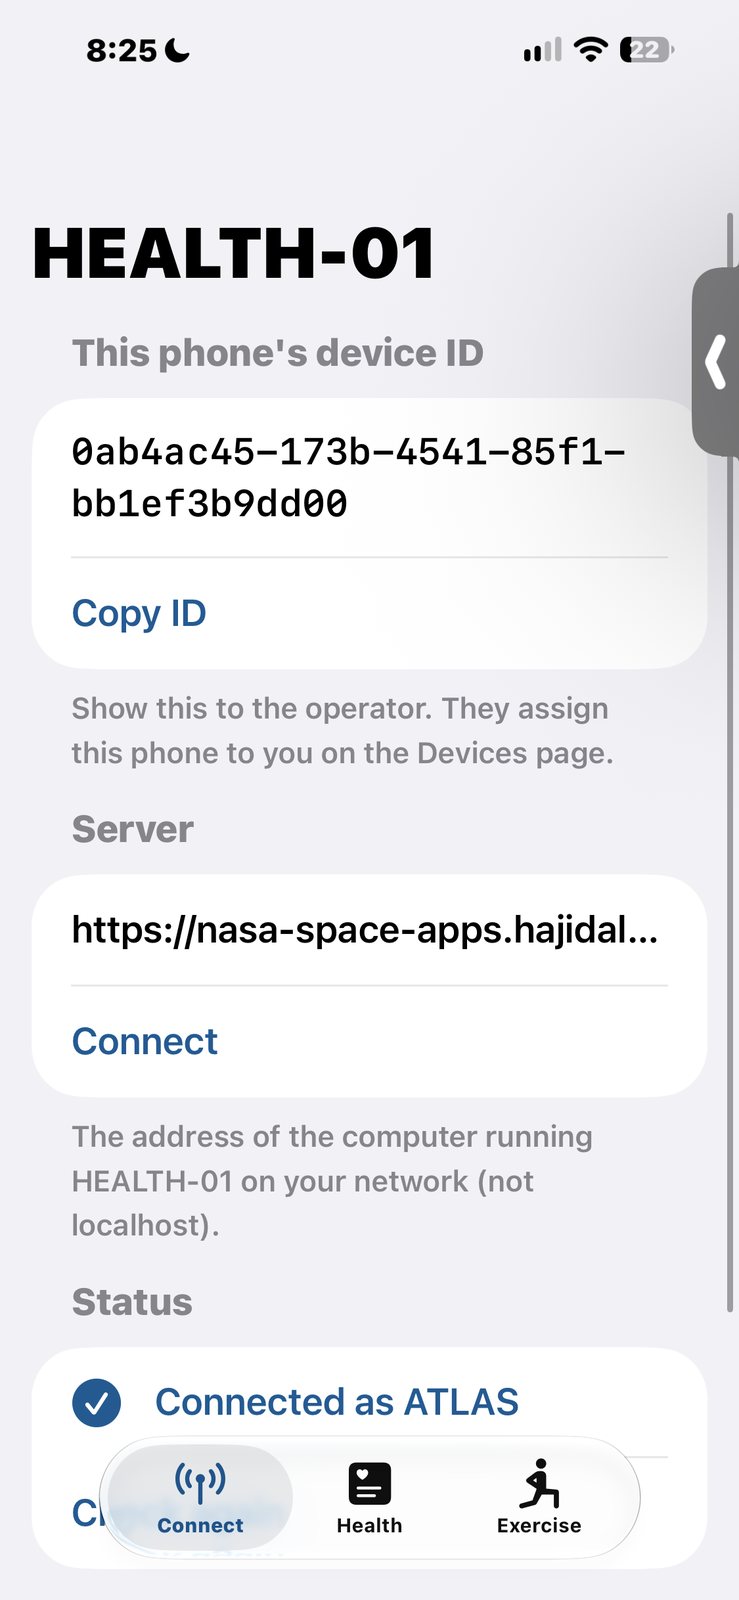 8:25
22
HEALTH-01
This phone's device ID
0ab4ac45-173b-4541-85f1-
bb1ef3b9dd00
Copy ID
Show this to the operator. They assign
this phone to you on the Devices page.
Server
https://nasa-space-apps.hajidal...
Connect
The address of the computer running
HEALTH-01 on your network (not
localhost).
Status
Connected as ATLAS
Connect
Health
Exercise